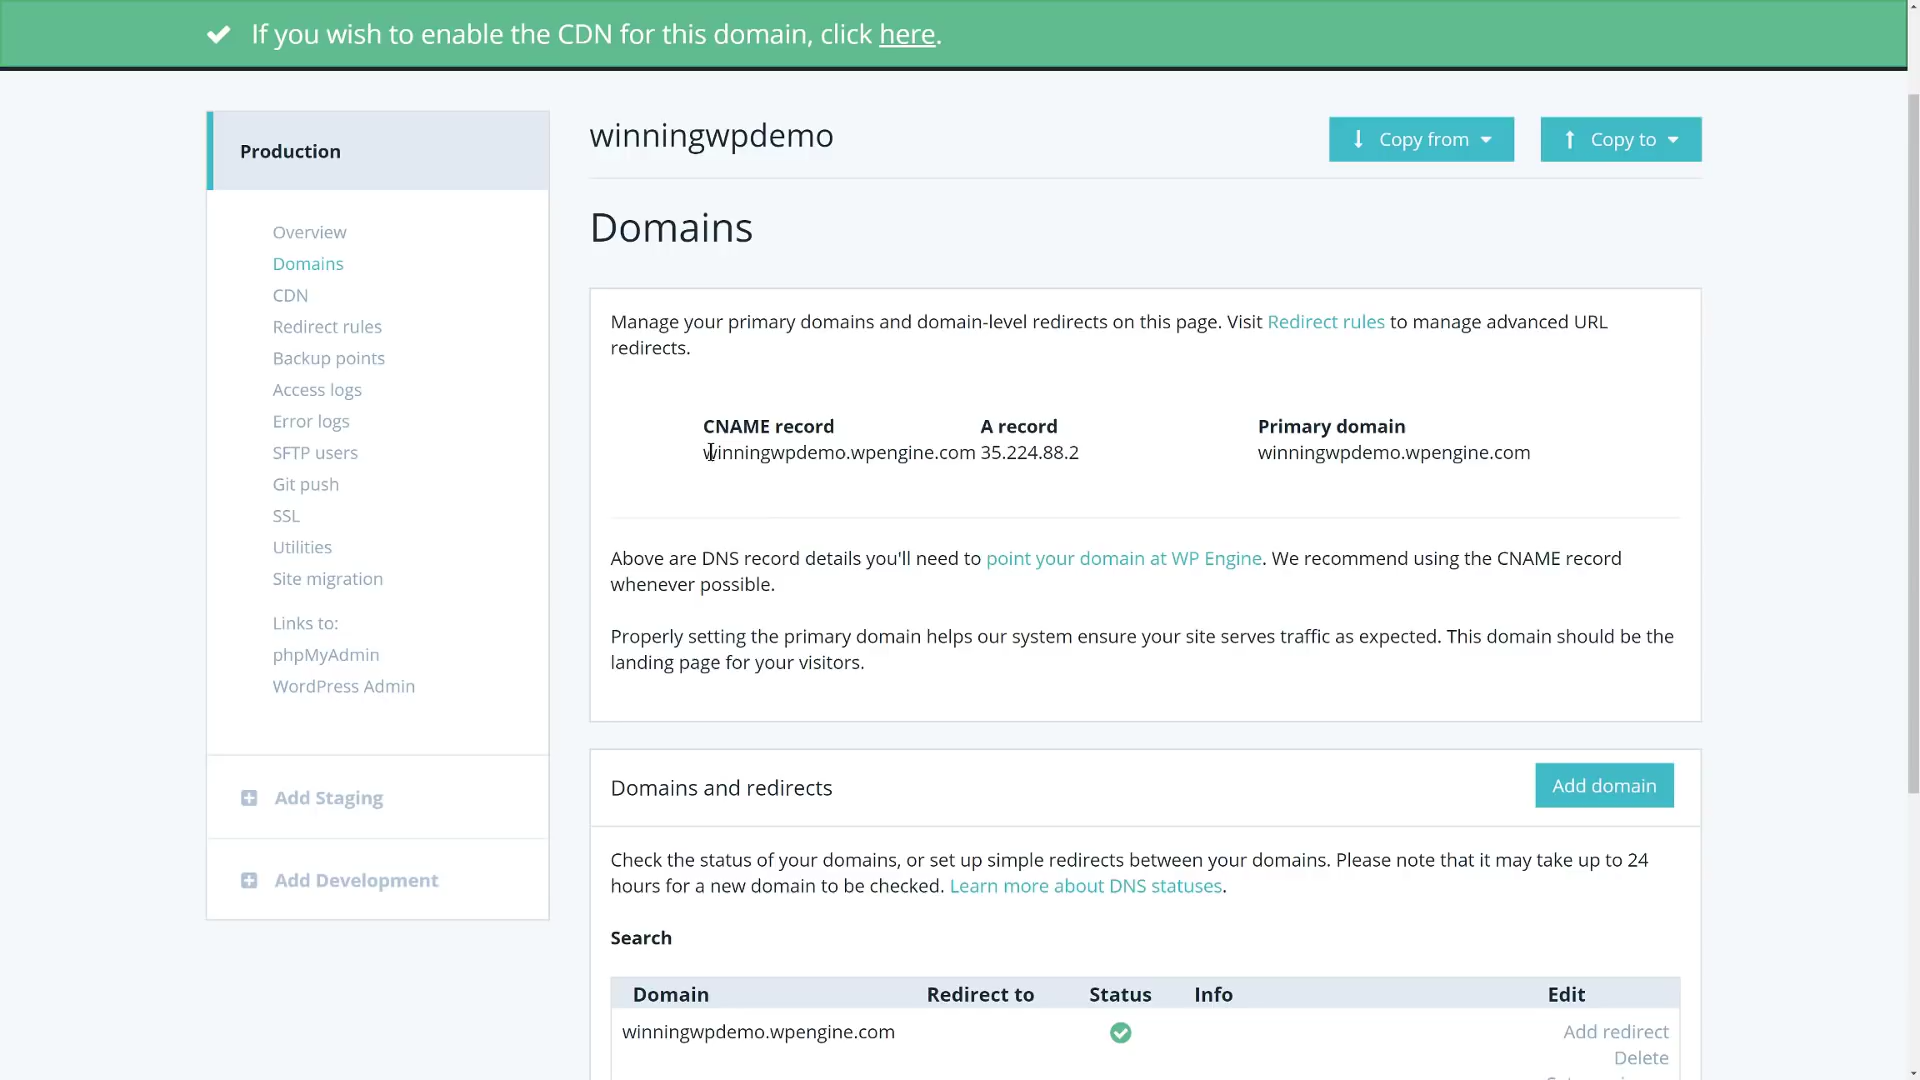 If you wish to enable the CDN for this domain, click here.
Production
Overview
Domains
CDN
Redirect rules
Backup points
Access logs
Error logs
SFTP users
Git push
SSL
Utilities
Site migration
Links to:
phpMyAdmin
WordPress Admin
Add Staging
Add Development
winningwpdemo
Copy from
Copy to
Domains
Manage your primary domains and domain-level redirects on this page. Visit Redirect rules to manage advanced URL
redirects.
CNAME record A record Primary domain
winningwpdemo.wpengine.com 35.224.88.2 winningwpdemo.wpengine.com
Above are DNS record details you'll need to point your domain at WP Engine. We recommend using the CNAME record
whenever possible.
Properly setting the primary domain helps our system ensure your site serves traffic as expected. This domain should be the
landing page for your visitors.
Domains and redirects
Add domain
Check the status of your domains, or set up simple redirects between your domains. Please note that it may take up to 24
hours for a new domain to be checked. Learn more about DNS statuses.
Search
Domain Redirect to Status Info Edit
winningwpdemo.wpengine.com Add redirect
Delete